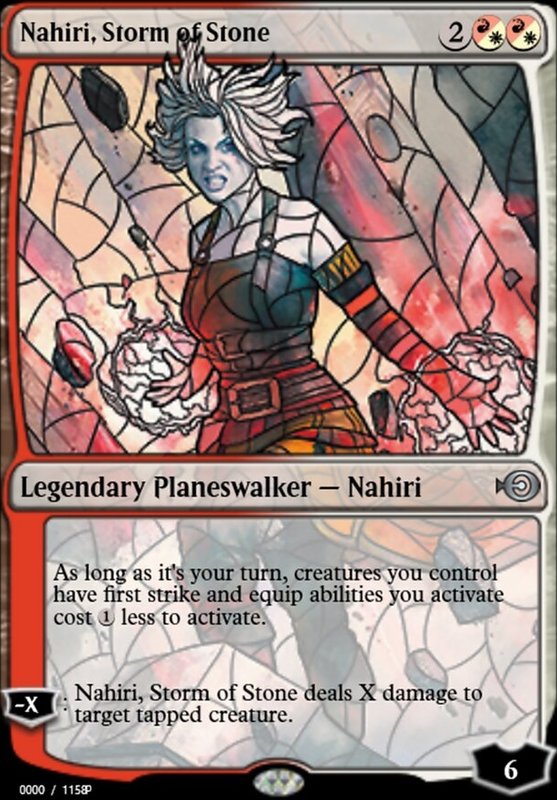 Nahiri, Storm of Stone 2
Legendary Planeswalker — Nahiri
As long as it's your turn, creatures you control
have first strike and equip abilities you activate
cost 1 less to activate.
-X : Nahiri, Storm of Stone deals X damage to
target tapped creature.
6
0000 / 1158P